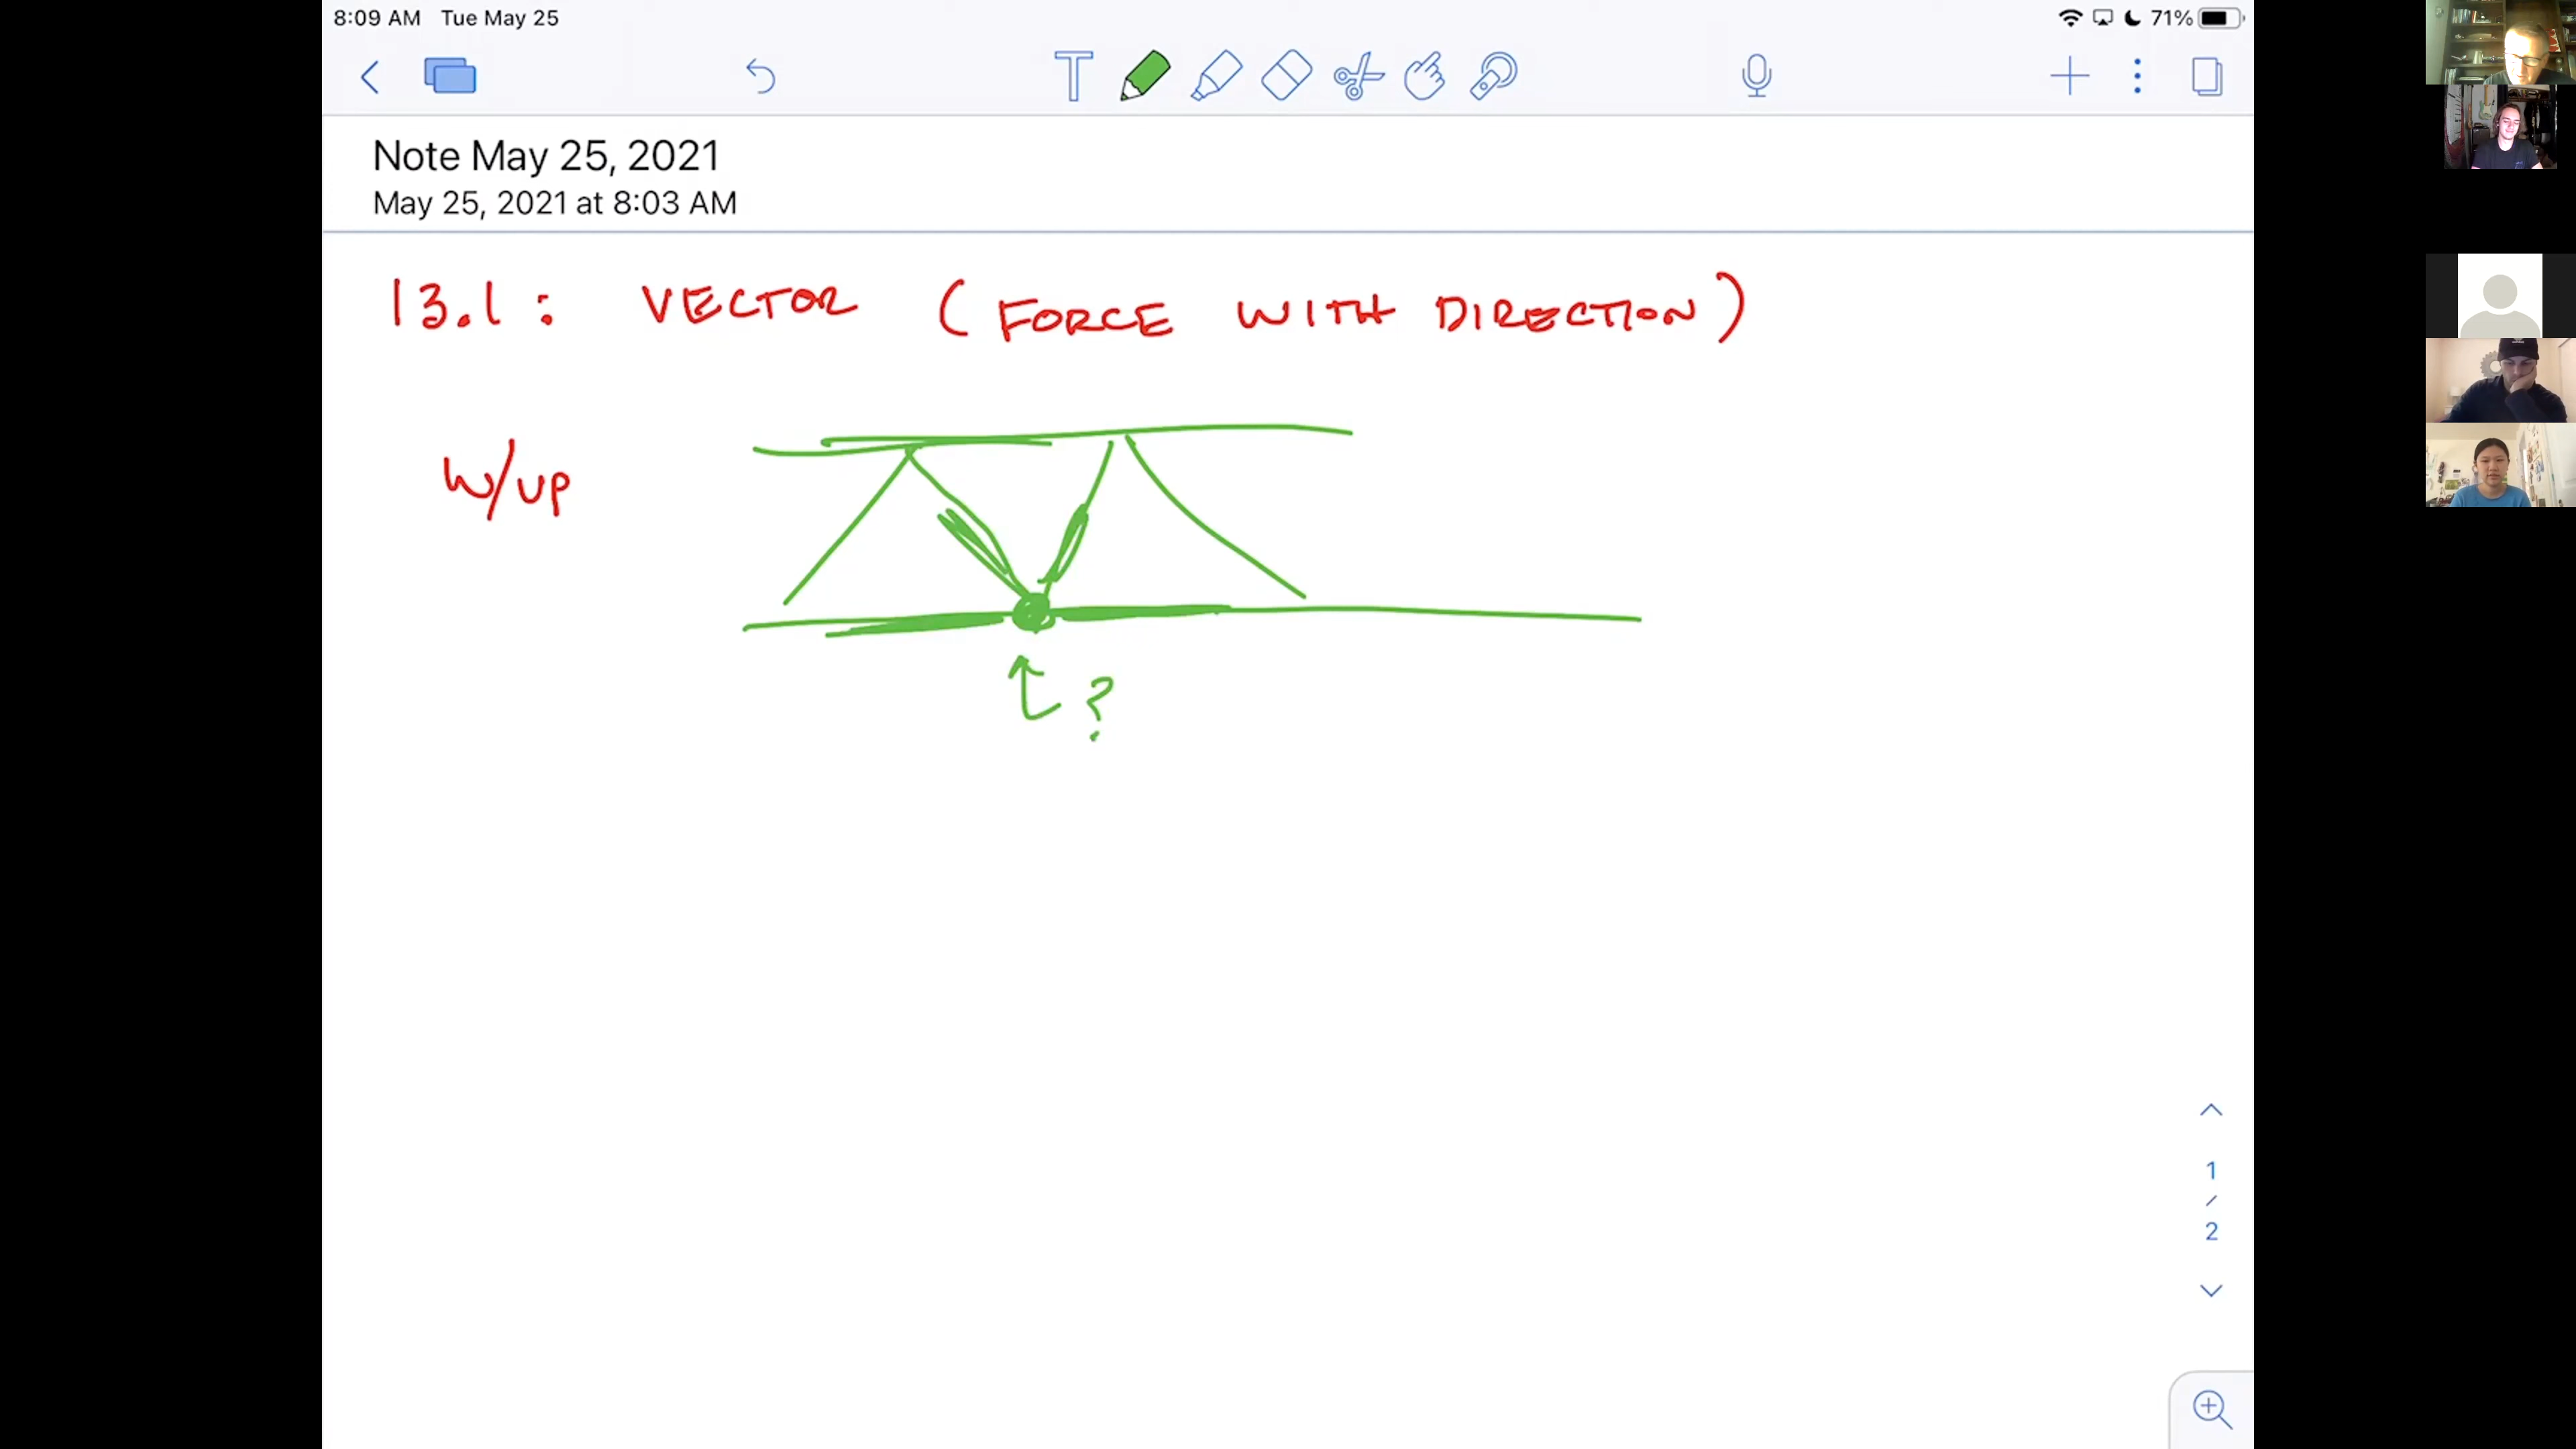 8:09 AM Tue May 25
71%
Note May 25, 2021
May 25, 2021 at 8:03 AM
13.1: VECTOR (FORCE WITH DIRECTION)
W/UP
?
1
/
2